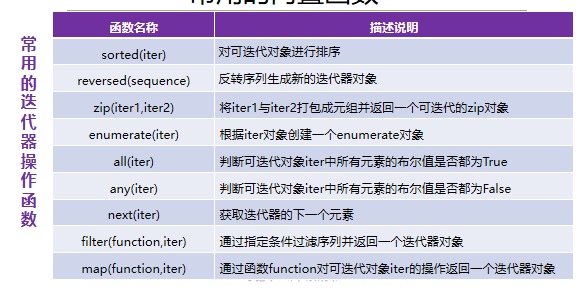 常用的内置函数
常用的迭代器操作函数
函数名称 描述说明
sorted(iter) 对可迭代对象进行排序
reversed(sequence) 反转序列生成新的迭代器对象
zip(iter1,iter2) 将iter1与iter2打包成元组并返回一个可迭代的zip对象
enumerate(iter) 根据iter对象创建一个enumerate对象
all(iter) 判断可迭代对象iter中所有元素的布尔值是否都为True
any(iter) 判断可迭代对象iter中所有元素的布尔值是否都为False
next(iter) 获取迭代器的下一个元素
filter(function,iter) 通过指定条件过滤序列并返回一个迭代器对象
map(function,iter) 通过函数function对可迭代对象iter的操作返回一个迭代器对象